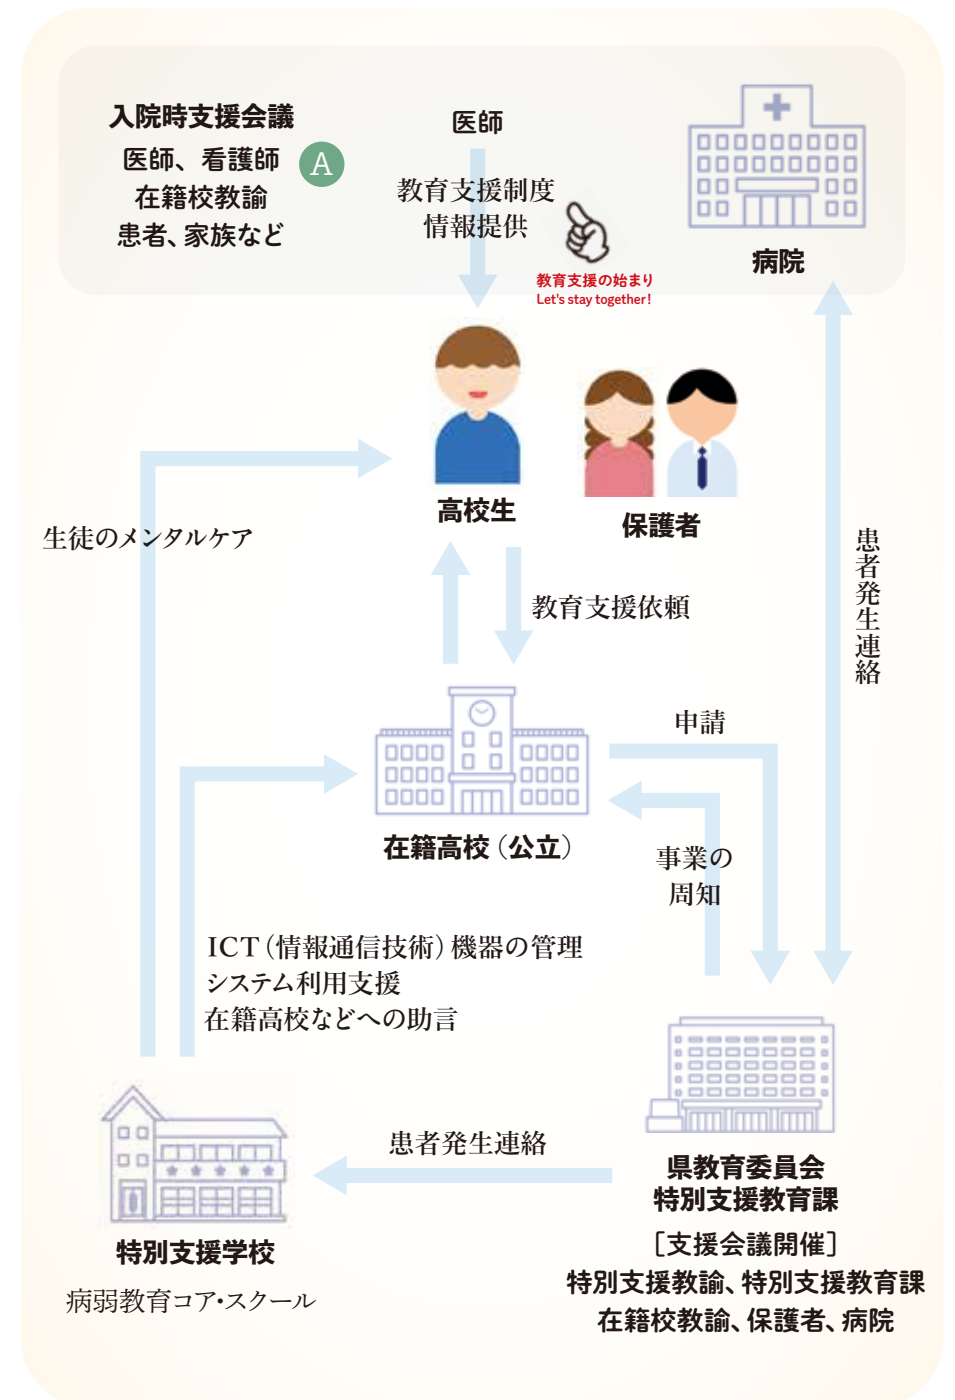 入院時支援会議
医師、看護師
在籍校教諭
患者、家族など
A
医師
教育支援制度
情報提供
教育支援の始まり
Let's stay together!
病院
高校生
保護者
生徒のメンタルケア
患者発生連絡
教育支援依頼
申請
在籍高校（公立）
事業の
周知
ICT（情報通信技術）機器の管理
システム利用支援
在籍高校などへの助言
患者発生連絡
県教育委員会
特別支援教育課
［支援会議開催］
特別支援教諭、特別支援教育課
在籍校教諭、保護者、病院
特別支援学校
病弱教育コア・スクール